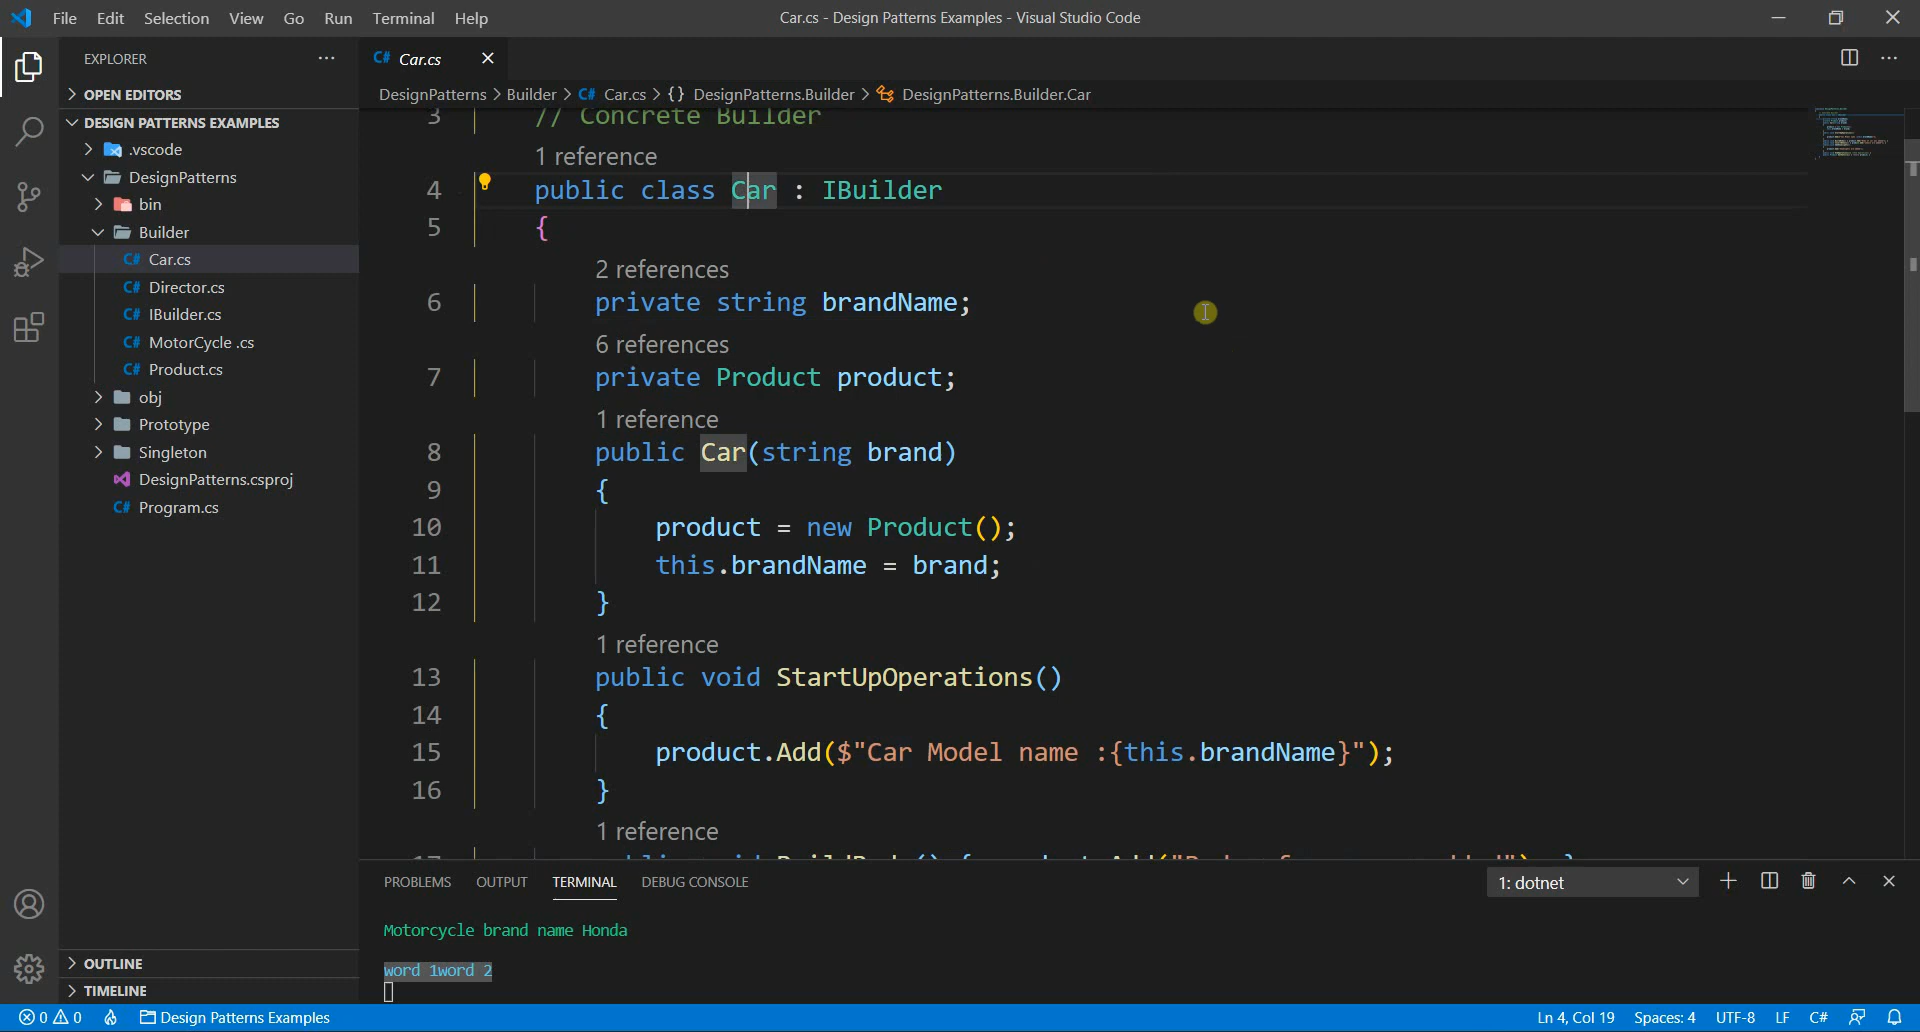 File Edit Selection View Go Run Terminal Help
Car.cs - Design Patterns Examples - Visual Studio Code
EXPLORER
OPEN EDITORS
DESIGN PATTERNS EXAMPLES
.vscode
DesignPatterns
bin
Builder
C# Car.cs
C# Director.cs
C# IBuilder.cs
C# MotorCycle .cs
C# Product.cs
obj
Prototype
Singleton
DesignPatterns.csproj
C# Program.cs
OUTLINE
TIMELINE
C# Car.cs
DesignPatterns > Builder > C# Car.cs > {} DesignPatterns.Builder > DesignPatterns.Builder.Car
3 // Concrete Builder
1 reference
4 public class Car : IBuilder
5 {
2 references
6 private string brandName;
6 references
7 private Product product;
1 reference
8 public Car(string brand)
9 {
10 product = new Product();
11 this.brandName = brand;
12 }
1 reference
13 public void StartUpOperations()
14 {
15 product.Add($"Car Model name :{this.brandName}");
16 }
1 reference
PROBLEMS OUTPUT TERMINAL DEBUG CONSOLE
1: dotnet
Motorcycle brand name Honda
word 1word 2
0 0 Design Patterns Examples
Ln 4, Col 19 Spaces: 4 UTF-8 LF C#